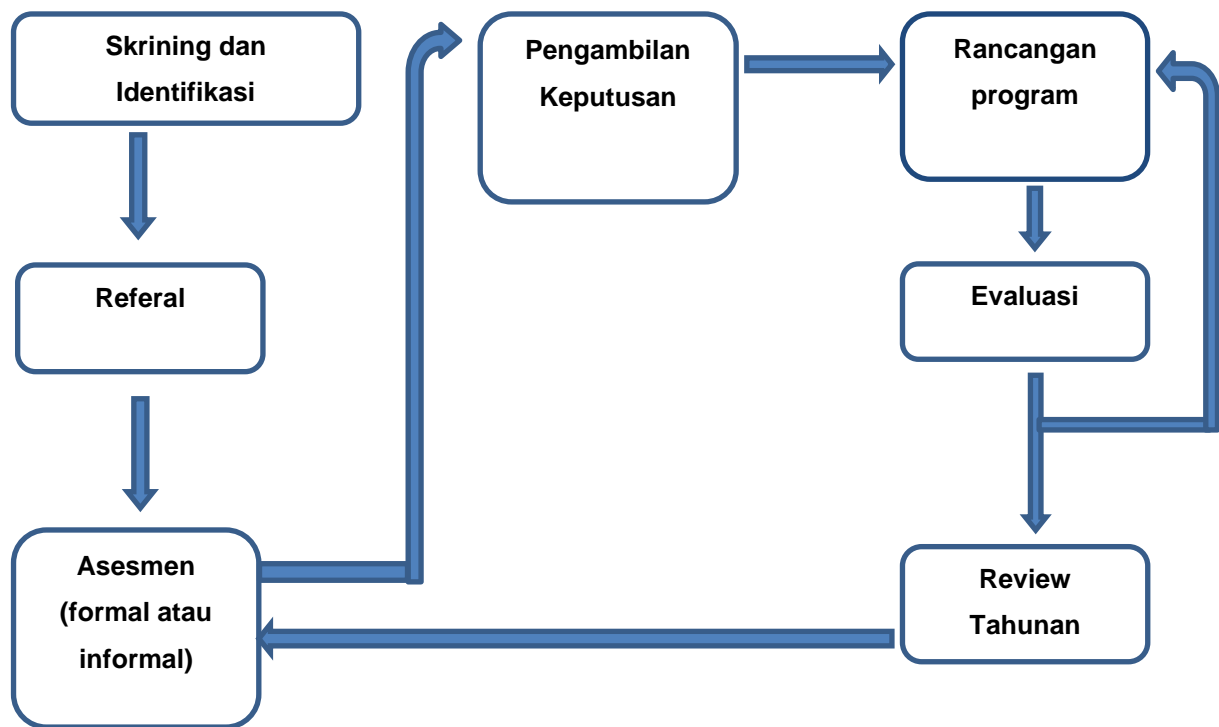 Skrining dan
Identifikasi
Referal
Asesmen
(formal atau
informal)
Pengambilan
Keputusan
Rancangan
program
Evaluasi
Review
Tahunan